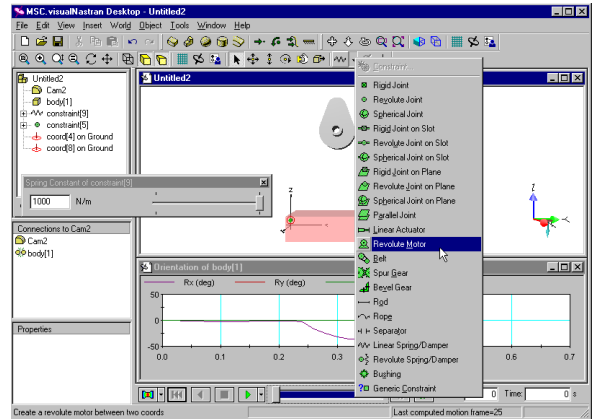 MSC.visualNastran Desktop - Untitled2
File Edit View Insert World Object Tools Window Help
Untitled2
Cam2
body[1]
constraint[9]
constraint[5]
coord[4] on Ground
coord[8] on Ground
Spring Constant of constraint[9]
1000 N/m
Connections to Cam2
Cam2
body[1]
Properties
Untitled2
z
z
Orientation of body[1]
Rx (deg) Ry (deg)
50
0
-50
0.0 0.1 0.2 0.3 0.6 0.7
Constraint
Rigid Joint
Revolute Joint
Spherical Joint
Rigid Joint on Slot
Revolute Joint on Slot
Spherical Joint on Slot
Rigid Joint on Plane
Revolute Joint on Plane
Spherical Joint on Plane
Parallel Joint
Linear Actuator
Revolute Motor
Belt
Spur Gear
Bevel Gear
Rod
Rope
Separator
Linear Spring/Damper
Revolute Spring/Damper
Bushing
Generic Constraint
0 Time: 0 s
Create a revolute motor between two coords
Last computed motion frame=25